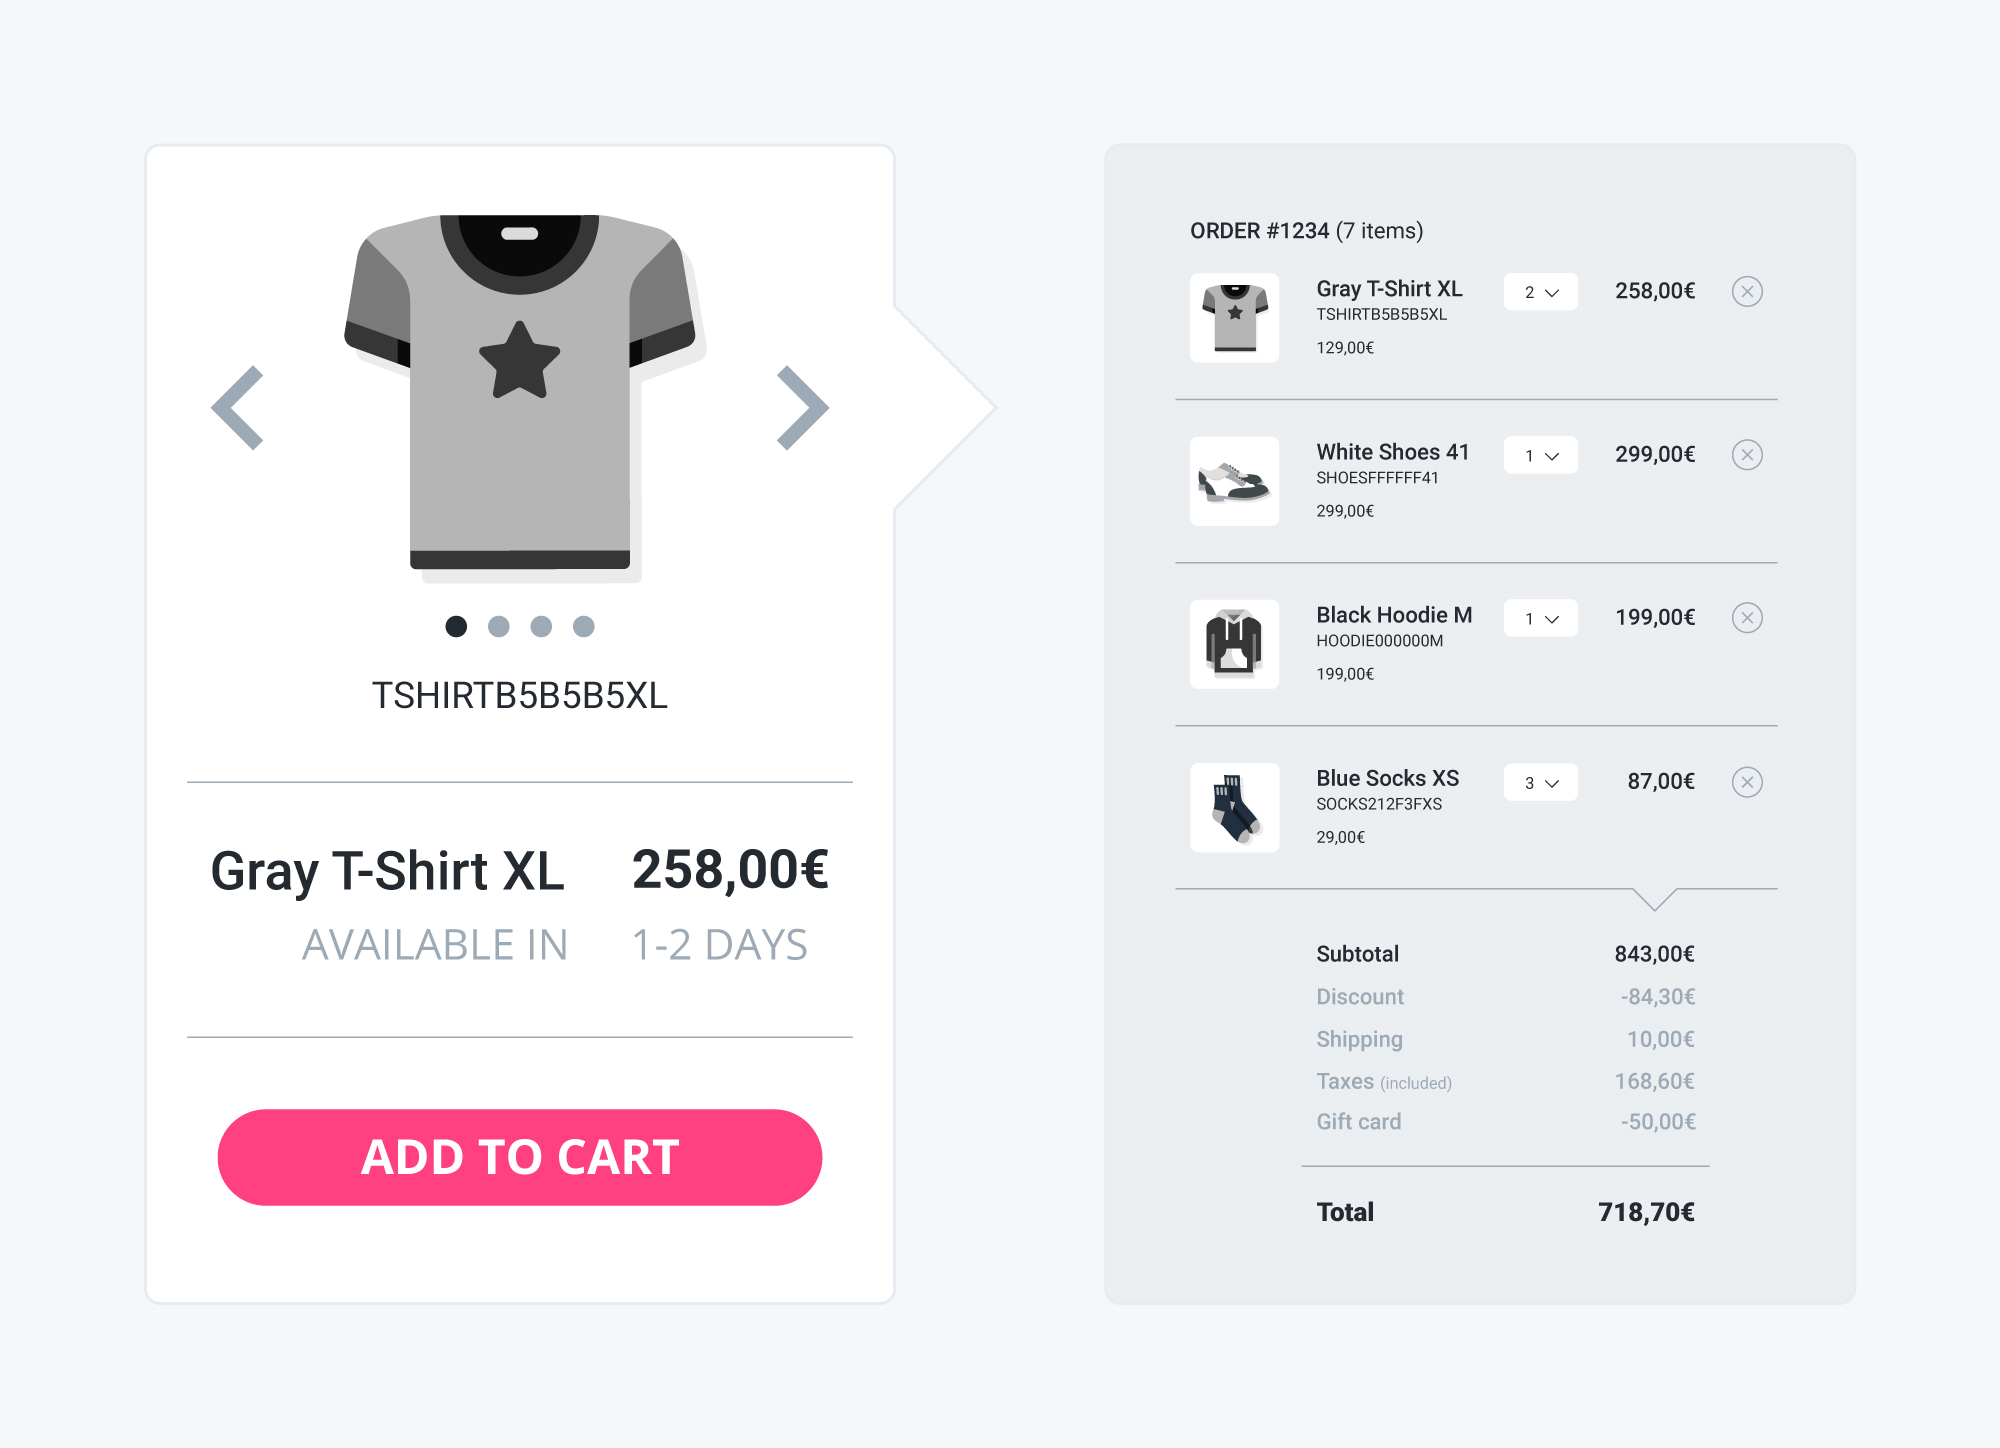 TSHIRTB5B5B5XL
Gray T-Shirt XL 258,00€
AVAILABLE IN 1-2 DAYS
ADD TO CART
ORDER #1234 (7 items)
Gray T-Shirt XL 2 258,00€
TSHIRTB5B5B5XL
129,00€
White Shoes 41 1 299,00€
SHOESFFFFFF41
299,00€
Black Hoodie M 1 199,00€
HOODIE000000M
199,00€
Blue Socks XS 3 87,00€
SOCKS212F3FXS
29,00€
Subtotal 843,00€
Discount -84,30€
Shipping 10,00€
Taxes (included) 168,60€
Gift card -50,00€
Total 718,70€